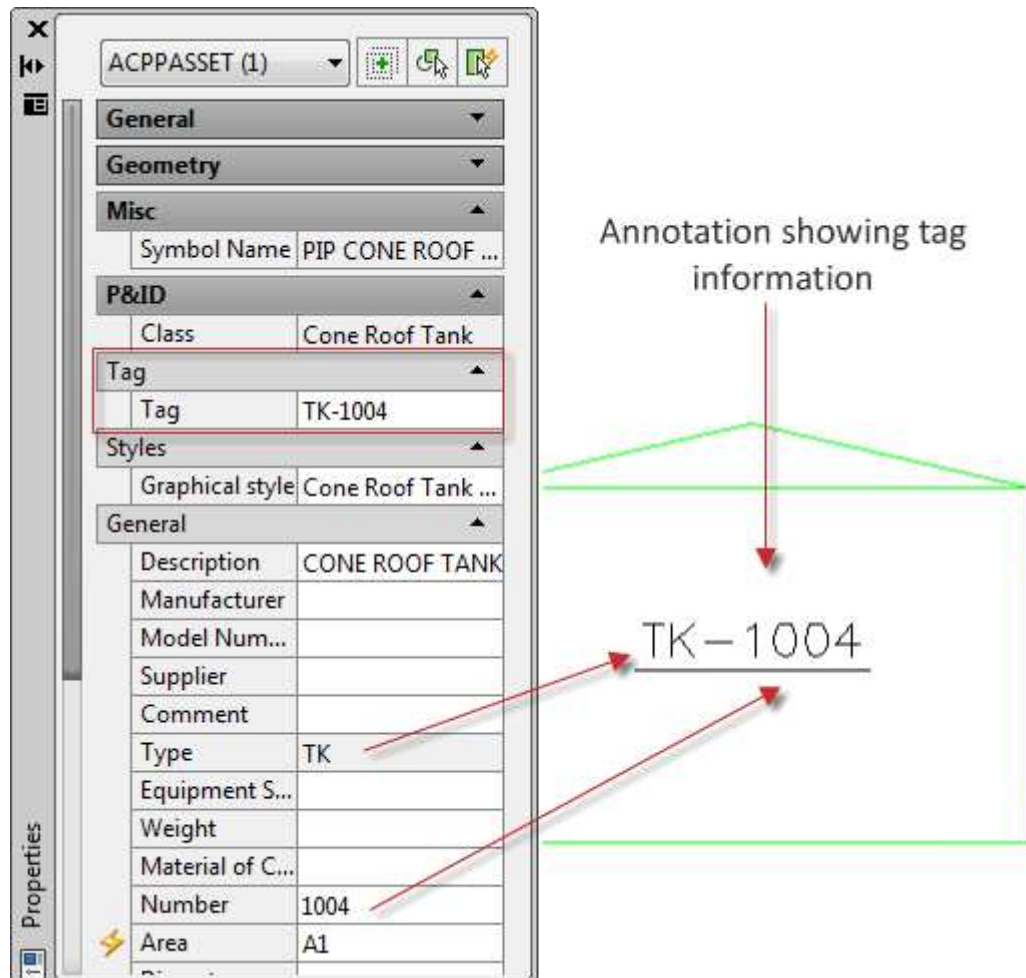 ACPPASSET (1)
General
Geometry
Misc
Symbol Name PIP CONE ROOF ...
P&ID
Class Cone Roof Tank
Tag
Tag TK-1004
Styles
Graphical style Cone Roof Tank ...
General
Description CONE ROOF TANK
Manufacturer
Model Num...
Supplier
Comment
Type TK
Equipment S...
Weight
Material of C...
Number 1004
Area A1
Properties
Annotation showing tag
information
TK-1004